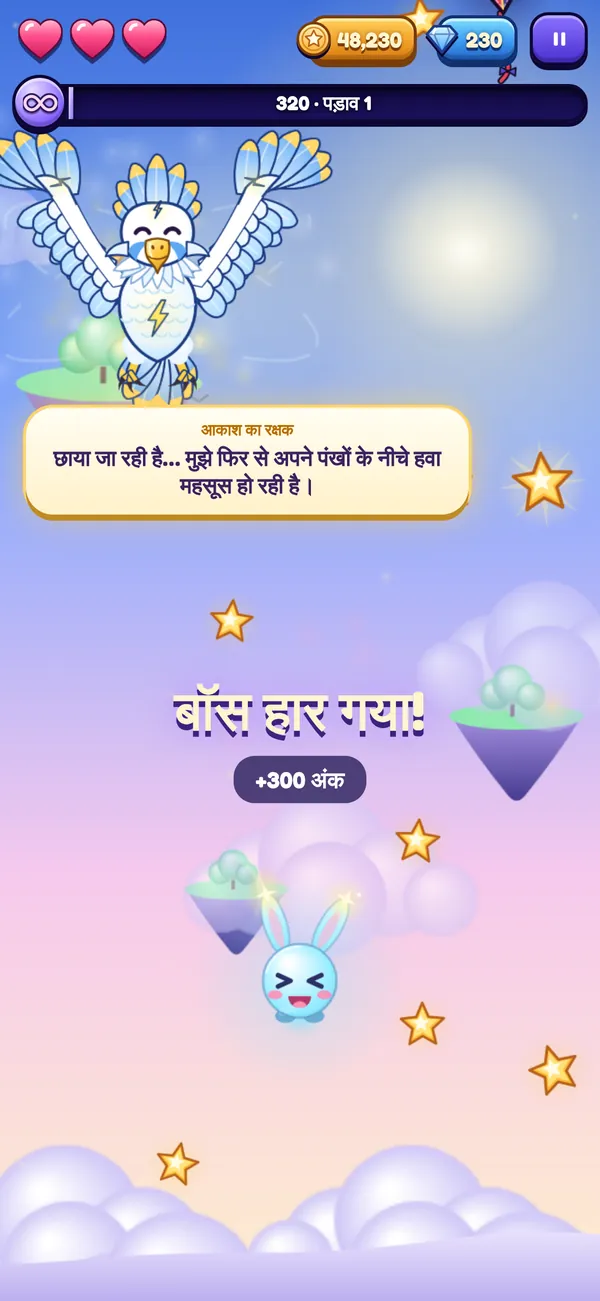 48,230
230
320 · पड़ाव 1
आकाश का रक्षक
छाया जा रही है... मुझे फिर से अपने पंखों के नीचे हवा
महसूस हो रही है।
बॉस हार गया!
+300 अंक